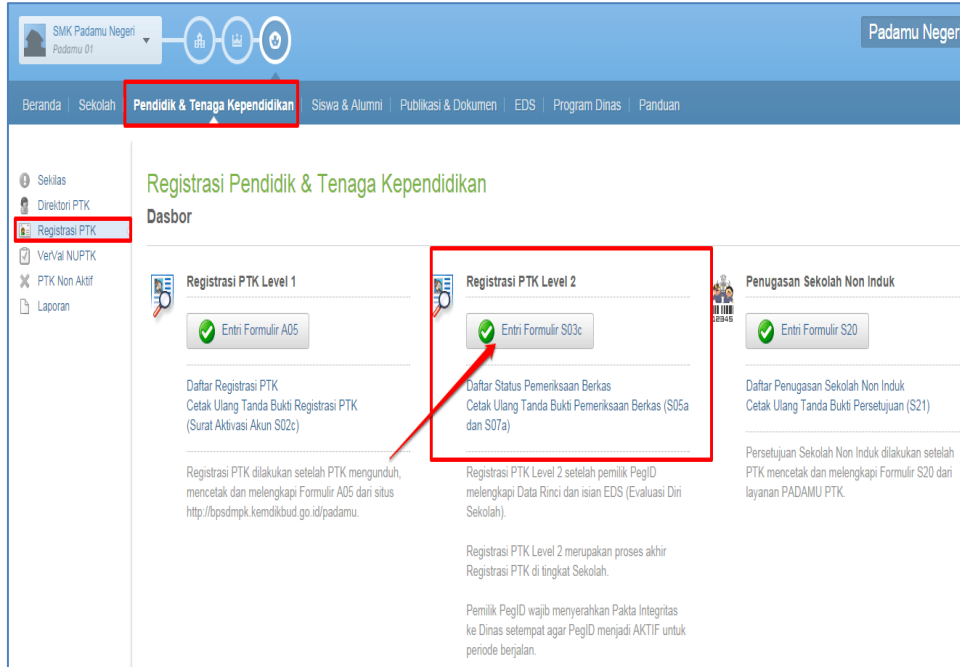 SMK Padamu Negeri
Padamu 01
Padamu Negeri
Beranda | Sekolah | Pendidik & Tenaga Kependidikan | Siswa & Alumni | Publikasi & Dokumen | EDS | Program Dinas | Panduan
Sekilas
Direktori PTK
Registrasi PTK
VerVal NUPTK
PTK Non Aktif
Laporan
Registrasi Pendidik & Tenaga Kependidikan
Dasbor
Registrasi PTK Level 1
Entri Formulir A05
Daftar Registrasi PTK
Cetak Ulang Tanda Bukti Registrasi PTK
(Surat Aktivasi Akun S02c)
Registrasi PTK dilakukan setelah PTK mengunduh,
mencetak dan melengkapi Formulir A05 dari situs
http://bpsdmpk.kemdikbud.go.id/padamu.
Registrasi PTK Level 2
Entri Formulir S03c
Daftar Status Pemeriksaan Berkas
Cetak Ulang Tanda Bukti Pemeriksaan Berkas (S05a
dan S07a)
Registrasi PTK Level 2 setelah pemilik PegID
melengkapi Data Rinci dan isian EDS (Evaluasi Diri
Sekolah).
Registrasi PTK Level 2 merupakan proses akhir
Registrasi PTK di tingkat Sekolah.
Pemilik PegID wajib menyerahkan Pakta Integritas
ke Dinas setempat agar PegID menjadi AKTIF untuk
periode berjalan.
12345
Penugasan Sekolah Non Induk
Entri Formulir S20
Daftar Penugasan Sekolah Non Induk
Cetak Ulang Tanda Bukti Persetujuan (S21)
Persetujuan Sekolah Non Induk dilakukan setelah
PTK mencetak dan melengkapi Formulir S20 dari
layanan PADAMU PTK.